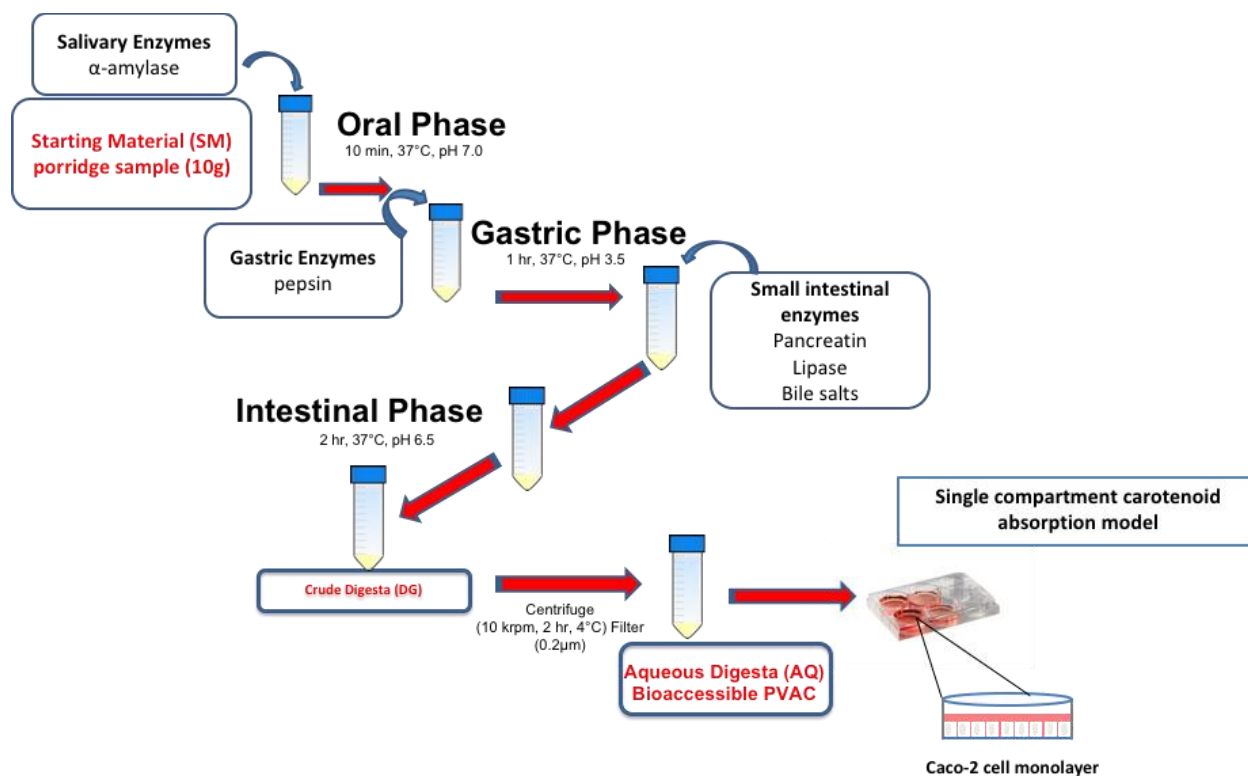 Salivary Enzymes
α-amylase
Starting Material (SM)
porridge sample (10g)
Oral Phase
10 min, 37°C, pH 7.0
Gastric Enzymes
pepsin
Gastric Phase
1 hr, 37°C, pH 3.5
Small intestinal
enzymes
Pancreatin
Lipase
Bile salts
Intestinal Phase
2 hr, 37°C, pH 6.5
Crude Digesta (DG)
Centrifuge
(10 krpm, 2 hr, 4°C) Filter
(0.2μm)
Aqueous Digesta (AQ)
Bioaccessible PVAC
Single compartment carotenoid
absorption model
Caco-2 cell monolayer